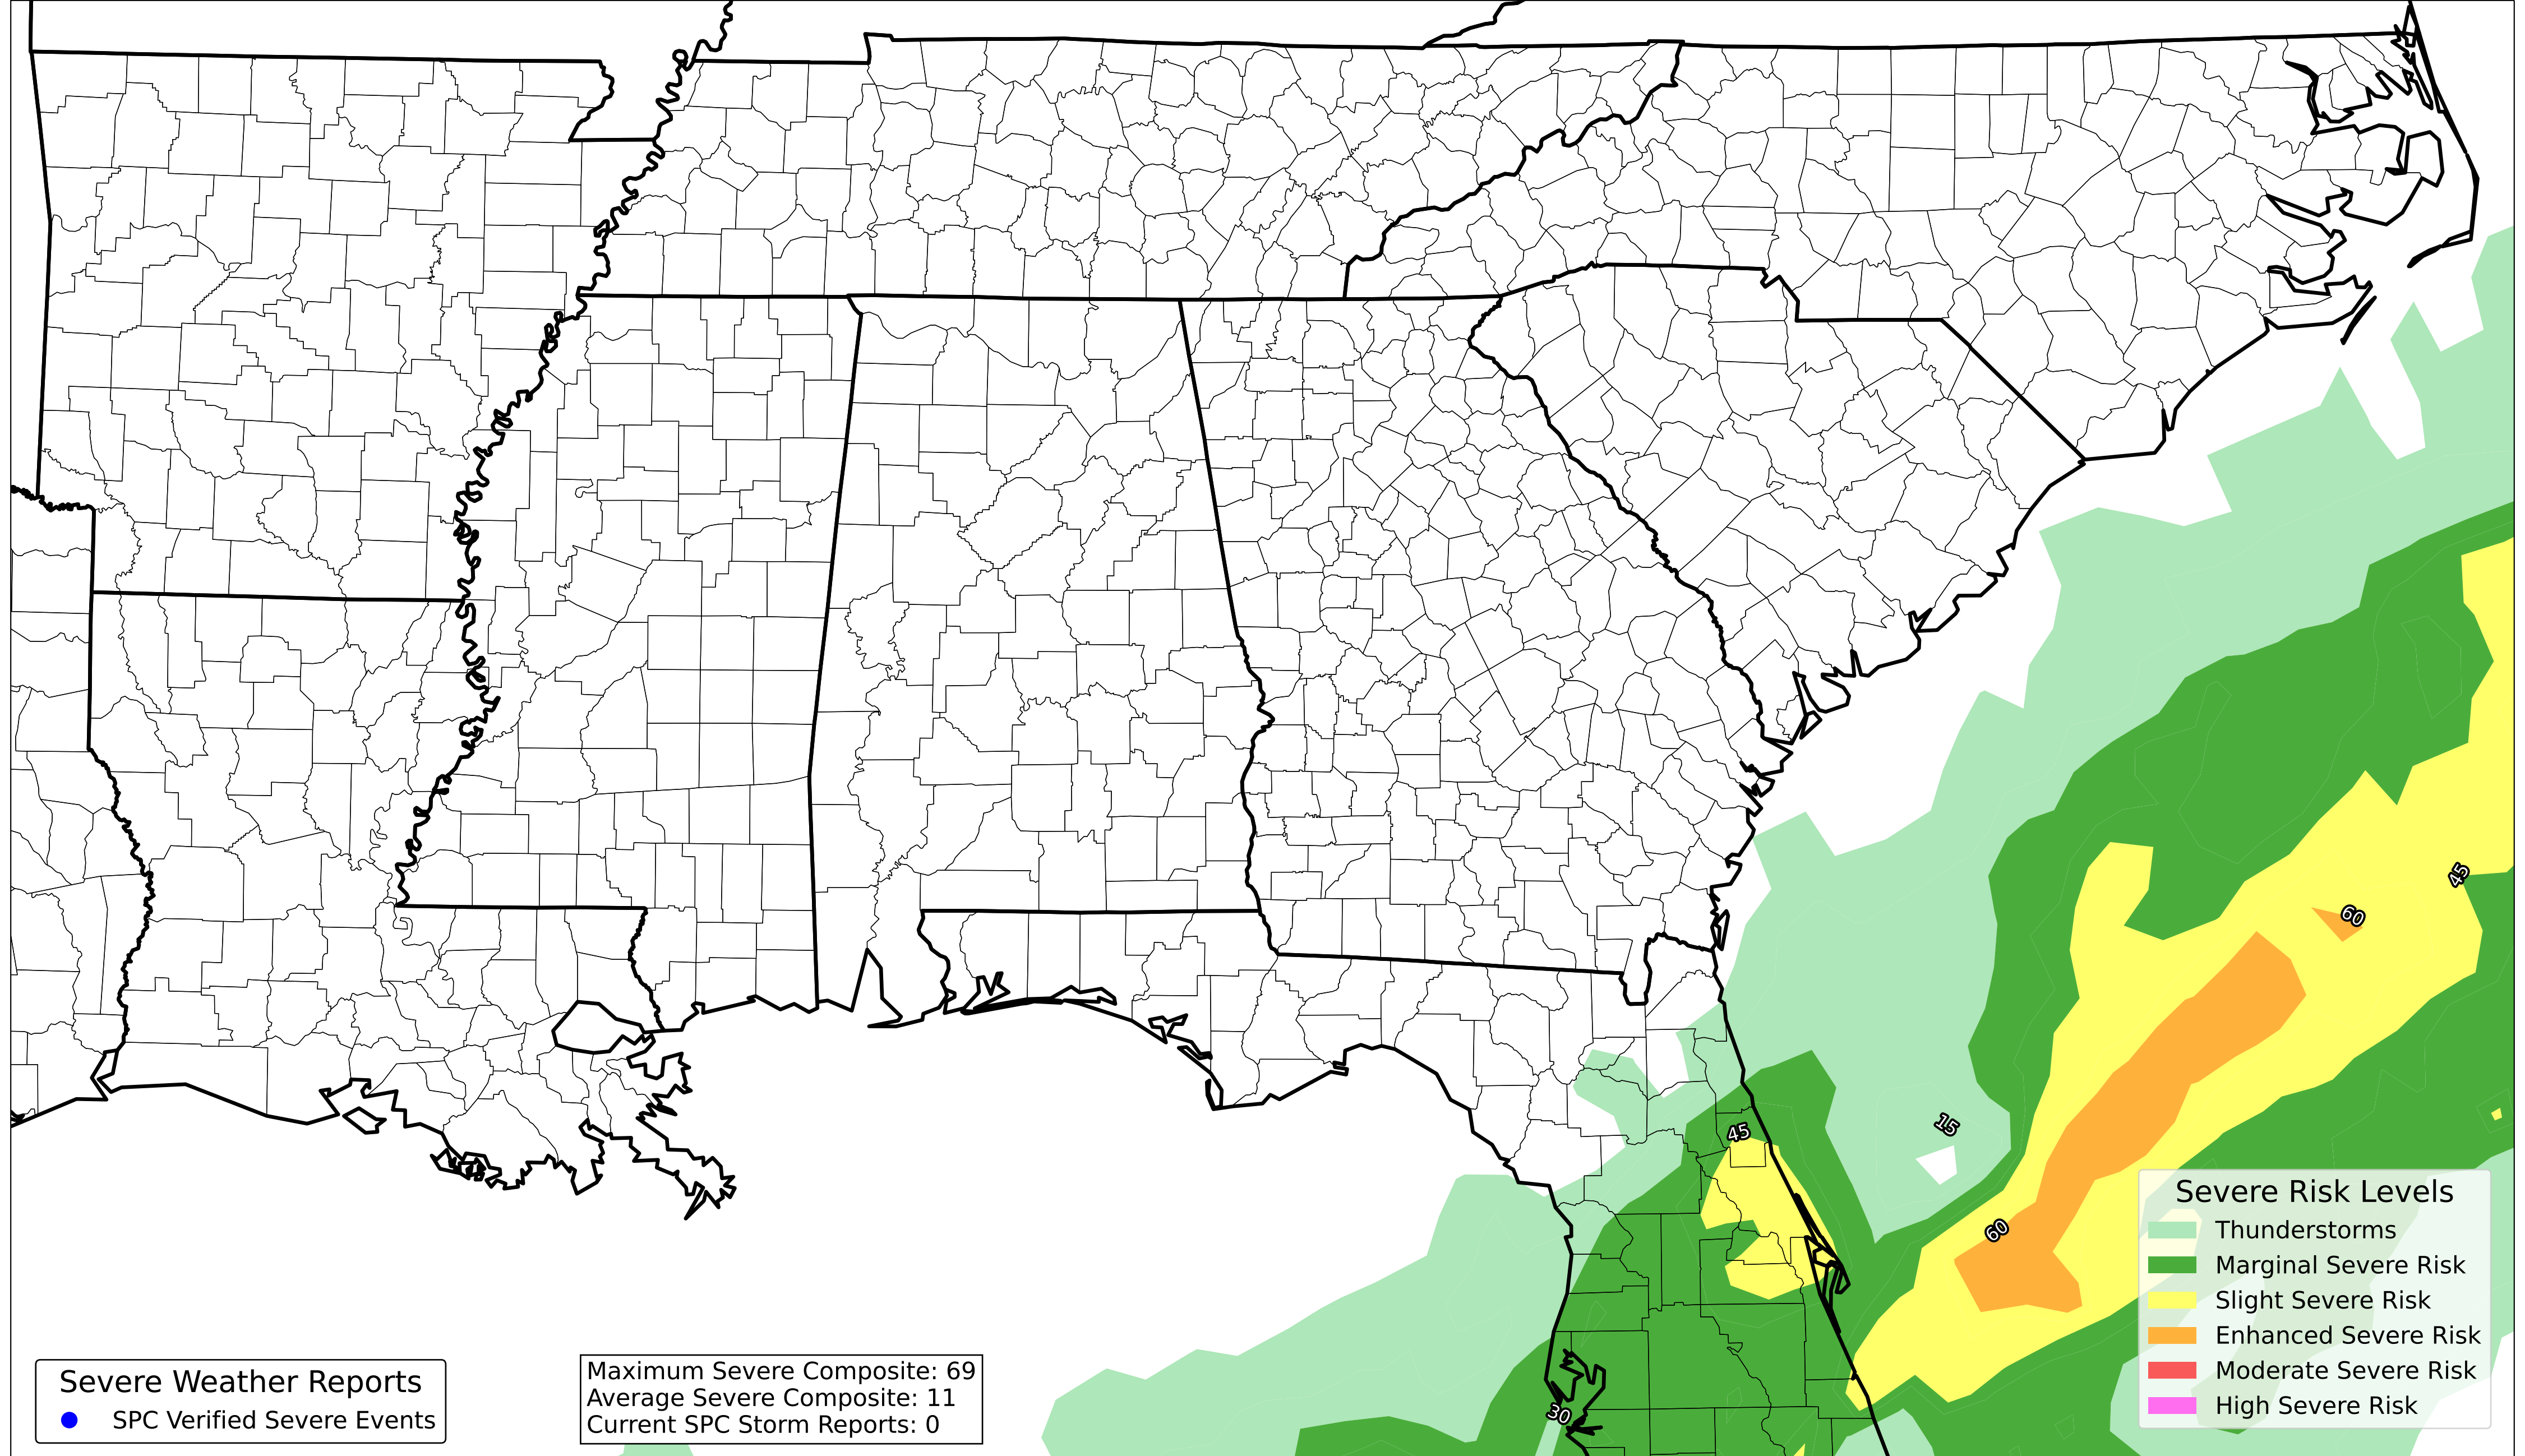 45
60
15
45
60
30
Severe Risk Levels
Thunderstorms
Marginal Severe Risk
Slight Severe Risk
Enhanced Severe Risk
Moderate Severe Risk
High Severe Risk
Severe Weather Reports
SPC Verified Severe Events
Maximum Severe Composite: 69
Average Severe Composite: 11
Current SPC Storm Reports: 0